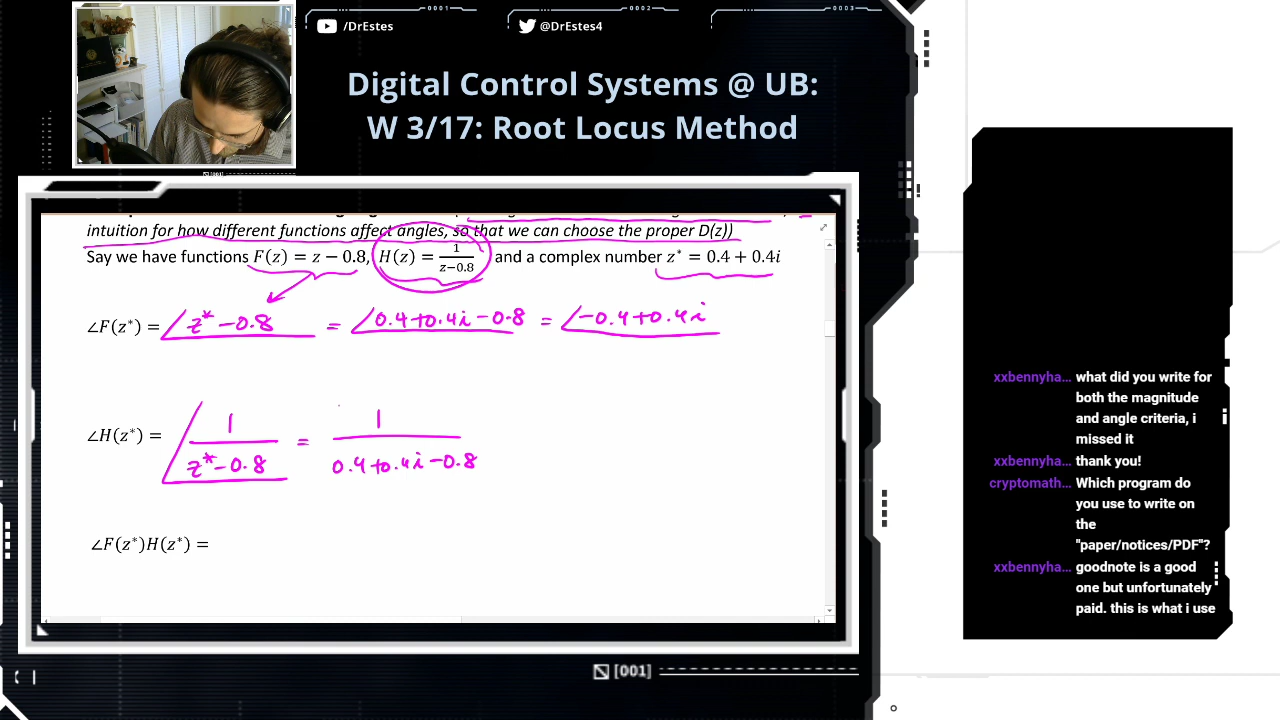 0001
0002
0003
/DrEstes
@DrEstes4
Digital Control Systems @ UB:
W 3/17: Root Locus Method
[001]
intuition for how different functions affect angles, so that we can choose the proper D(z))
Say we have functions F(z) = z − 0.8, H(z) = 1/(z−0.8) and a complex number z* = 0.4 + 0.4i
∠F(z*) = ∠z* − 0.8 = ∠0.4+0.4i − 0.8 = ∠−0.4+0.4i
∠H(z*) = ∠1/(z*−0.8) = 1/(0.4+0.4i−0.8)
∠F(z*)H(z*) =
[001]
xxbennyha... what did you write for
both the magnitude
and angle criteria, i
missed it
xxbennyha... thank you!
cryptomath... Which program do
you use to write on
the
"paper/notices/PDF"?
xxbennyha... goodnote is a good
one but unfortunately
paid. this is what i use